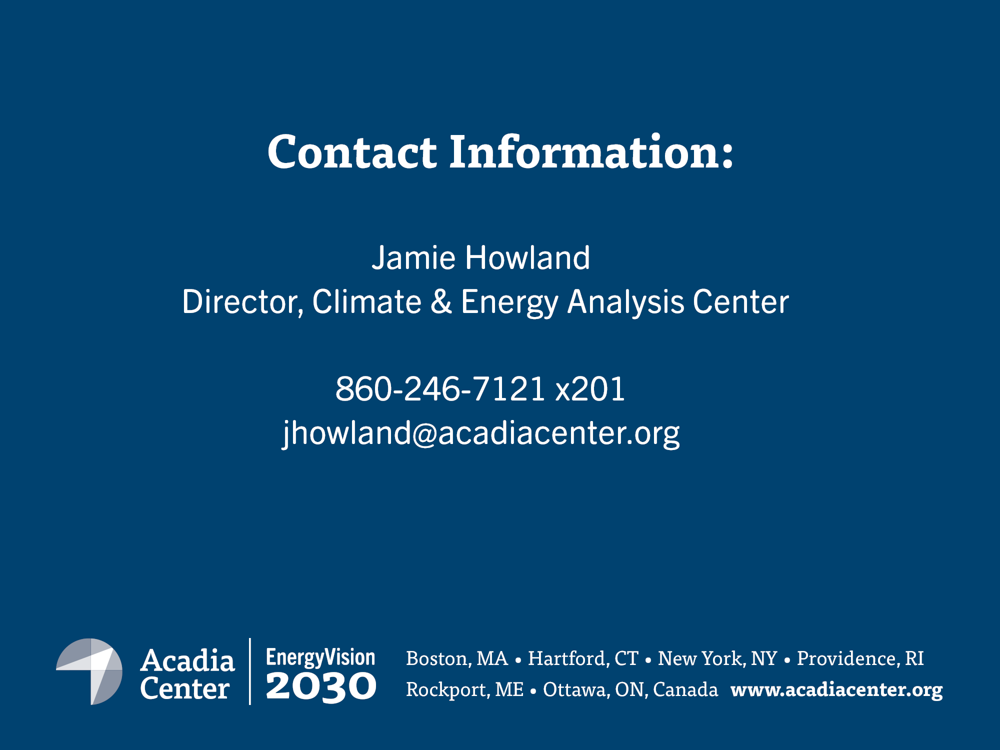 Contact Information:
Jamie Howland
Director, Climate & Energy Analysis Center
860-246-7121 x201
jhowland@acadiacenter.org
Acadia
Center
EnergyVision
2030
Boston, MA • Hartford, CT • New York, NY • Providence, RI
Rockport, ME • Ottawa, ON, Canada www.acadiacenter.org